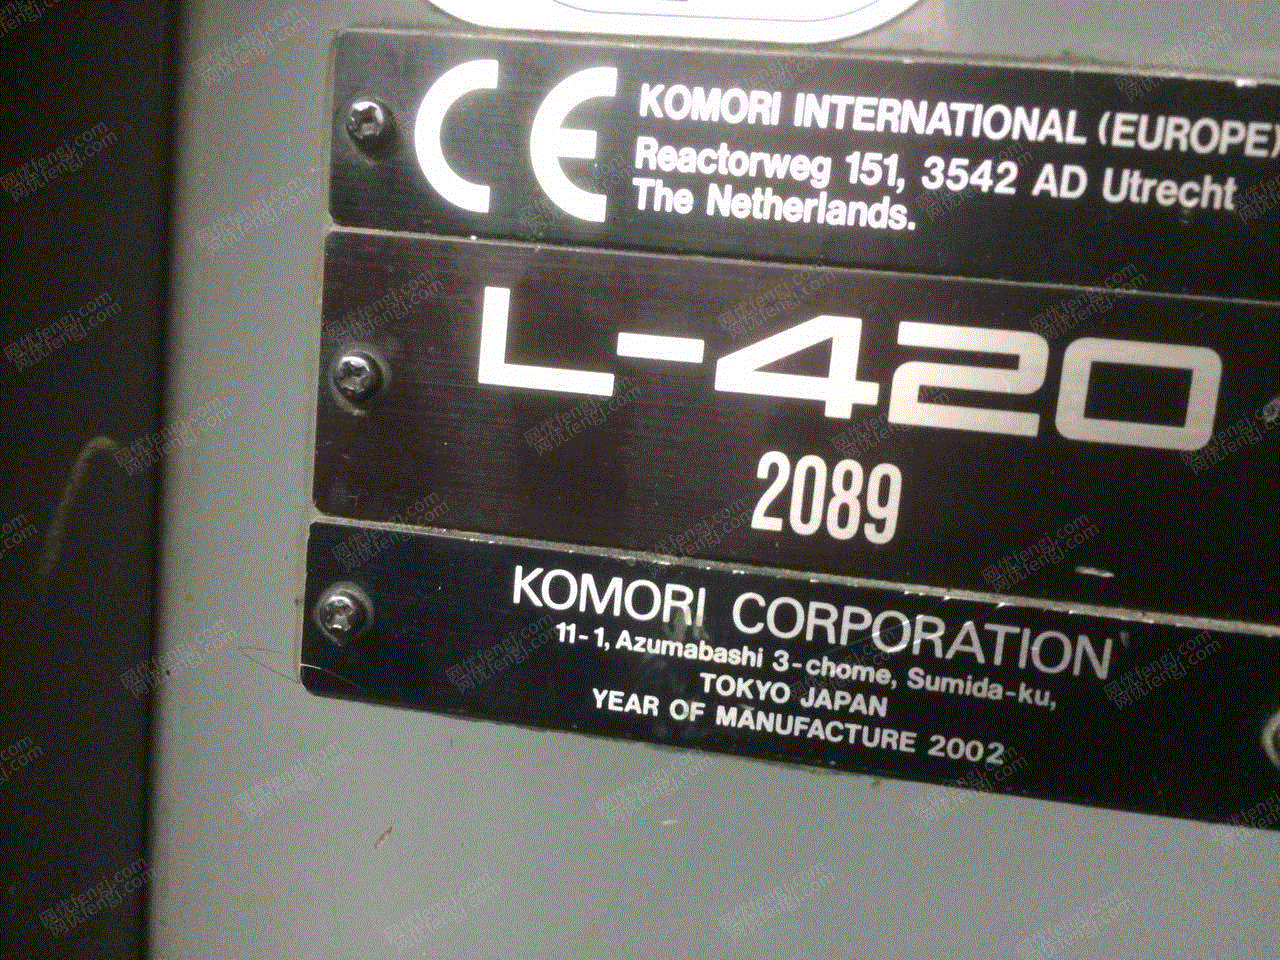 CE
KOMORI INTERNATIONAL (EUROPE)
Reactorweg 151, 3542 AD Utrecht
The Netherlands.
L-420
2089
KOMORI CORPORATION
11-1, Azumabashi 3-chome, Sumida-ku,
TOKYO JAPAN
YEAR OF MANUFACTURE 2002